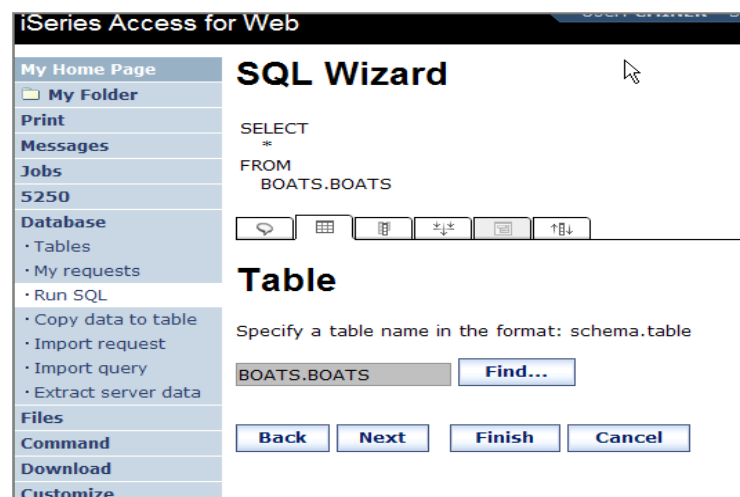 iSeries Access for Web
My Home Page
My Folder
Print
Messages
Jobs
5250
Database
· Tables
· My requests
· Run SQL
· Copy data to table
· Import request
· Import query
· Extract server data
Files
Command
Download
Customize
SQL Wizard
SELECT
*
FROM
BOATS.BOATS
Table
Specify a table name in the format: schema.table
BOATS.BOATS Find...
Back Next Finish Cancel